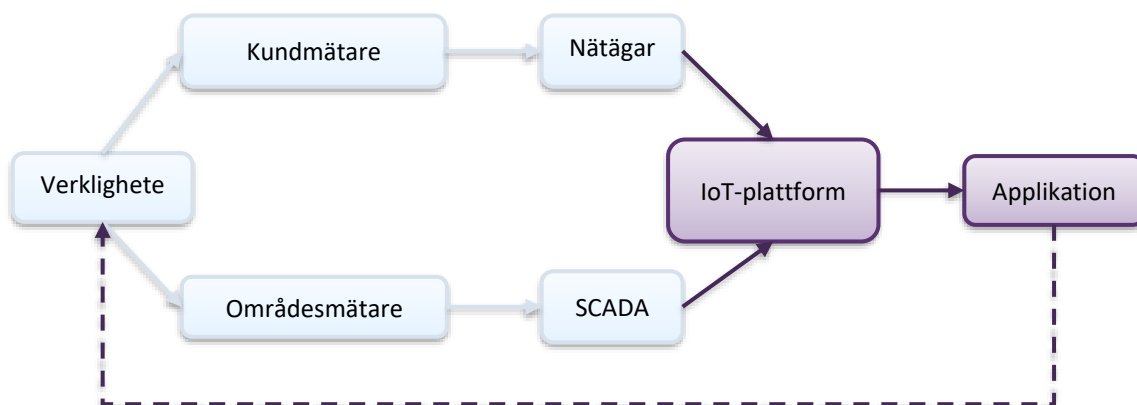 Kundmätare
Nätägar
Verklighete
IoT-plattform
Applikation
Områdesmätare
SCADA